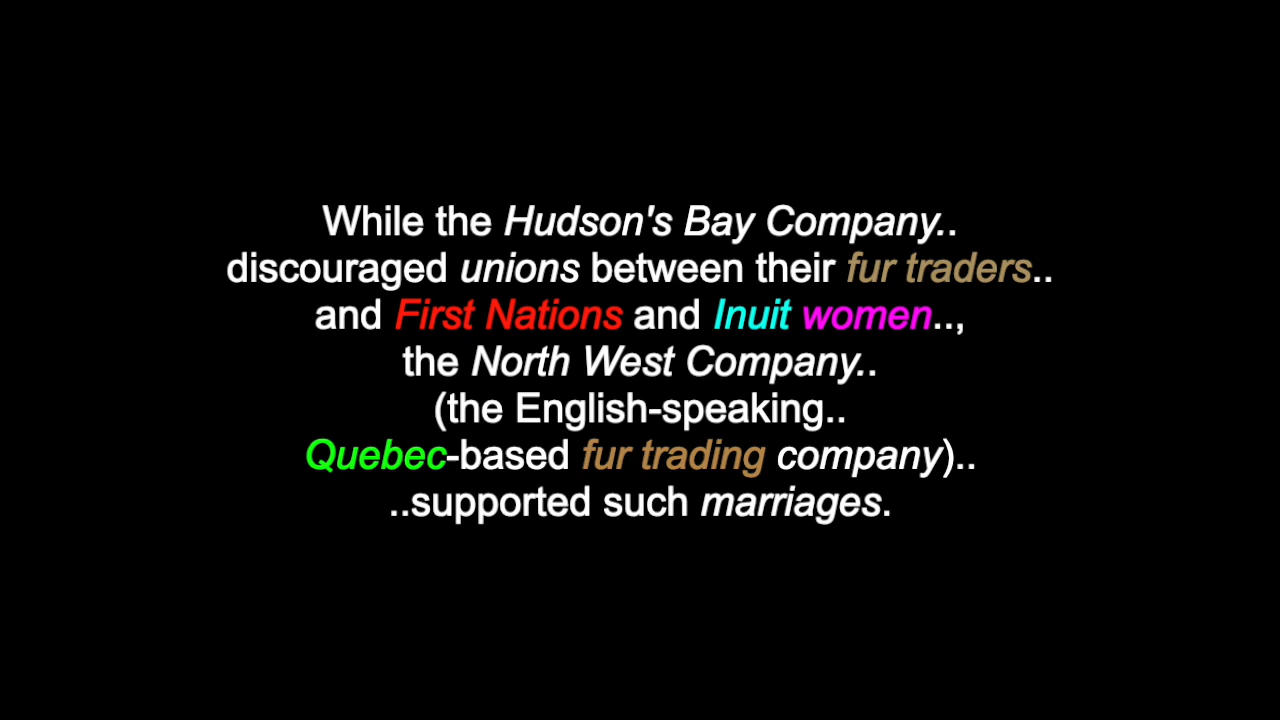 While the Hudson's Bay Company..
discouraged unions between their fur traders..
and First Nations and Inuit women..,
the North West Company..
(the English-speaking..
Quebec-based fur trading company)..
..supported such marriages.